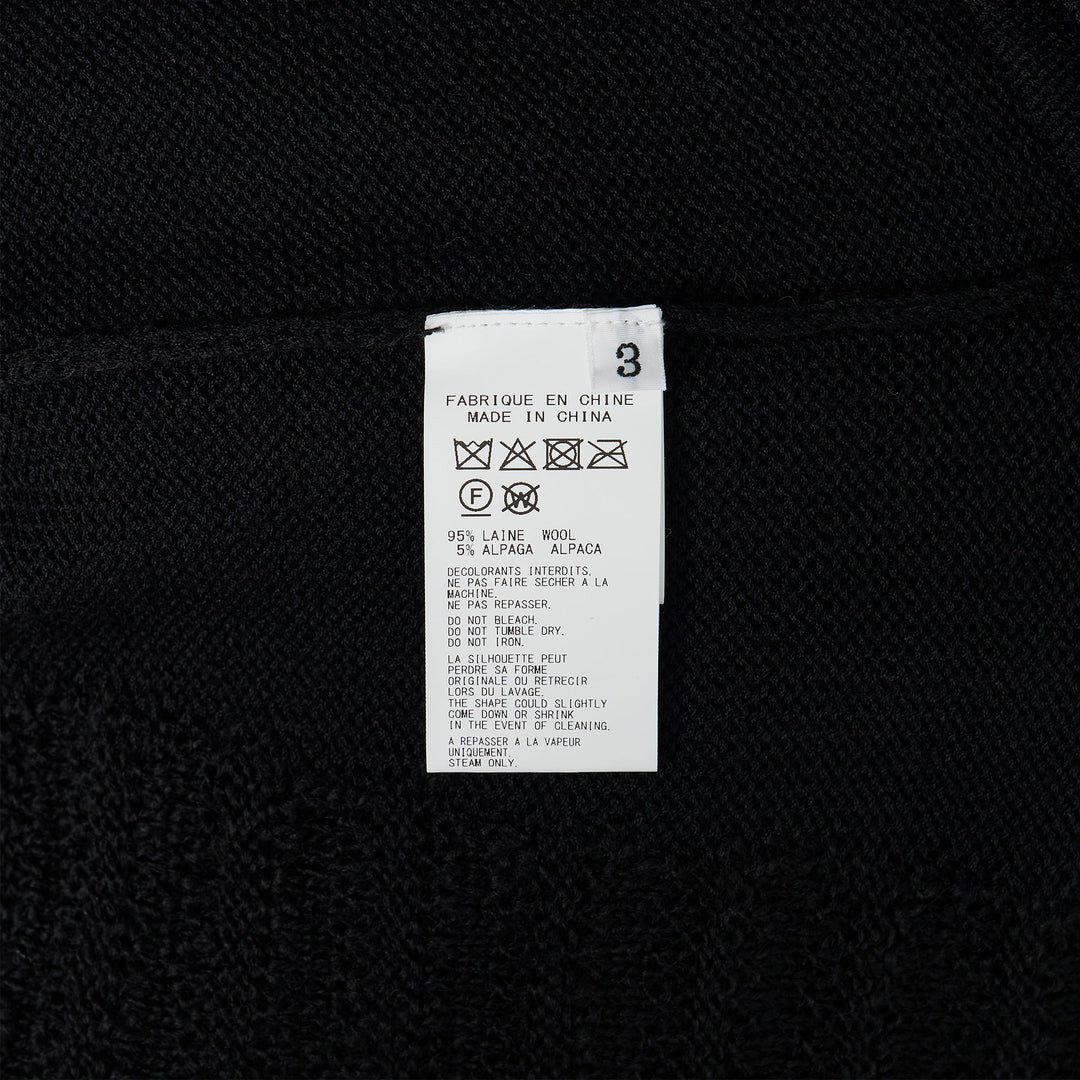 3
FABRIQUE EN CHINE
MADE IN CHINA
F W
95% LAINE WOOL
5% ALPAGA ALPACA
DECOLORANTS INTERDITS.
NE PAS FAIRE SECHER A LA
MACHINE.
NE PAS REPASSER.
DO NOT BLEACH.
DO NOT TUMBLE DRY.
DO NOT IRON.
LA SILHOUETTE PEUT
PERDRE SA FORME
ORIGINALE OU RETRECIR
LORS DU LAVAGE.
THE SHAPE COULD SLIGHTLY
COME DOWN OR SHRINK
IN THE EVENT OF CLEANING.
A REPASSER A LA VAPEUR
UNIQUEMENT.
STEAM ONLY.